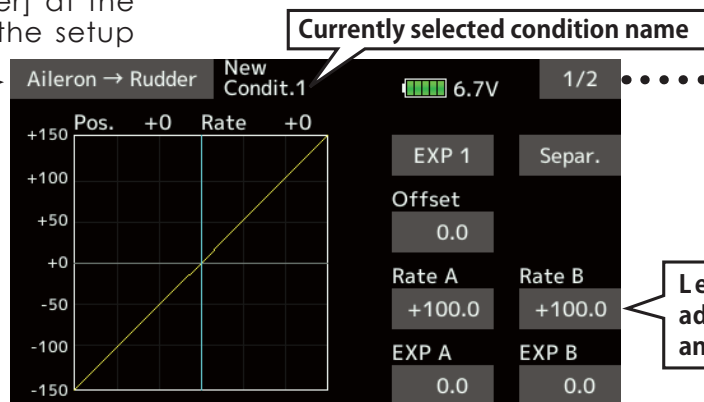 er] at the
the setup
Currently selected condition name
Aileron → Rudder
New
Condit.1
6.7V
1/2
Pos. +0 Rate +0
+150
+100
+50
+0
-50
-100
-150
EXP 1
Separ.
Offset
0.0
Rate A Rate B
+100.0 +100.0
EXP A EXP B
0.0 0.0
Le
ad
an